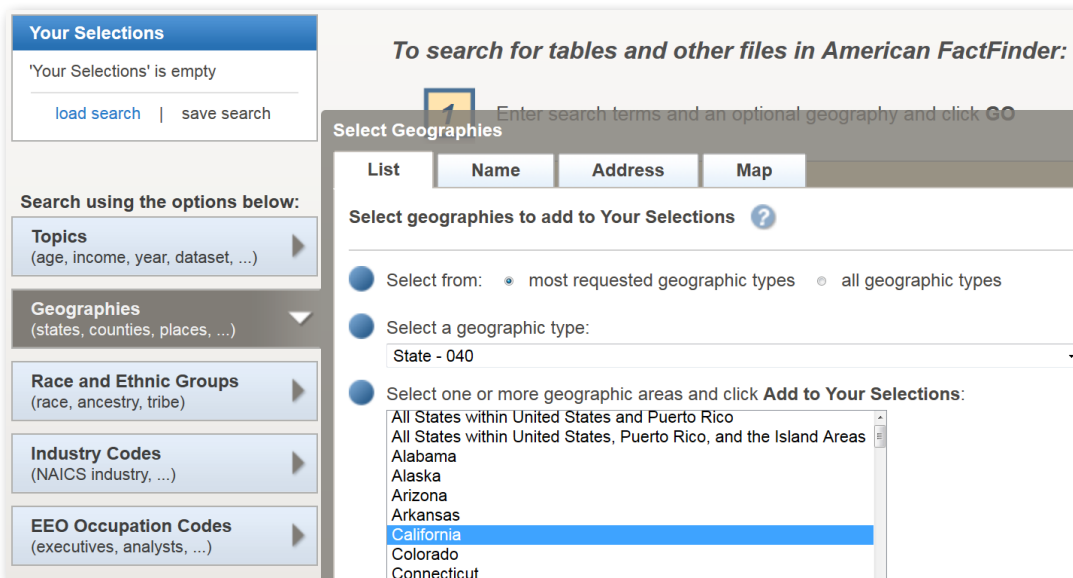 Your Selections
'Your Selections' is empty
load search | save search
Search using the options below:
Topics
(age, income, year, dataset, ...)
Geographies
(states, counties, places, ...)
Race and Ethnic Groups
(race, ancestry, tribe)
Industry Codes
(NAICS industry, ...)
EEO Occupation Codes
(executives, analysts, ...)
To search for tables and other files in American FactFinder:
1
Enter search terms and an optional geography and click GO
Select Geographies
List Name Address Map
Select geographies to add to Your Selections ?
Select from: most requested geographic types all geographic types
Select a geographic type:
State - 040
Select one or more geographic areas and click Add to Your Selections:
All States within United States and Puerto Rico
All States within United States, Puerto Rico, and the Island Areas
Alabama
Alaska
Arizona
Arkansas
California
Colorado
Connecticut